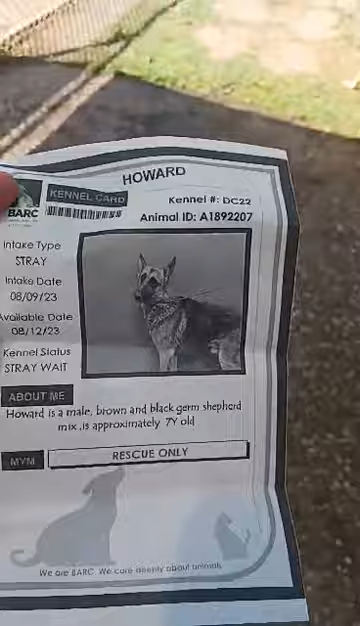 HOWARD
KENNEL CARD
Kennel #: DC22
BARC
Animal ID: A1892207
Intake Type
STRAY
Intake Date
08/09/23
Available Date
08/12/23
Kennel Status
STRAY WAIT
ABOUT ME
Howard is a male, brown and black germ shepherd
mix ,is approximately 7Y old
MYM
RESCUE ONLY
We are BARC. We care deeply about animals